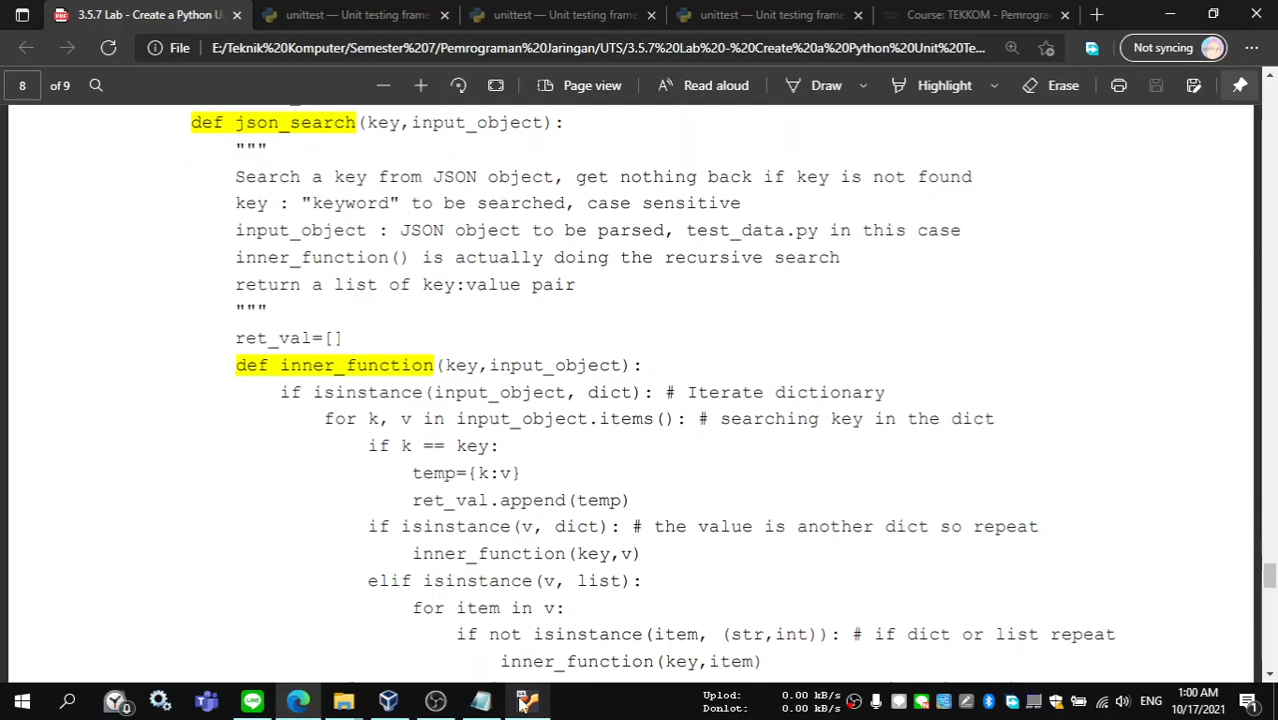 3.5.7 Lab - Create a Python U
unittest — Unit testing frame
unittest — Unit testing frame
unittest — Unit testing frame
Course: TEKKOM - Pemrogra
File
E:/Teknik%20Komputer/Semester%207/Pemrograman%20Jaringan/UTS/3.5.7%20Lab%20-%20Create%20a%20Python%20Unit%20Te...
Not syncing
8 of 9
Page view
Read aloud
Draw
Highlight
Erase
def json_search(key,input_object):
"""
Search a key from JSON object, get nothing back if key is not found
key : "keyword" to be searched, case sensitive
input_object : JSON object to be parsed, test_data.py in this case
inner_function() is actually doing the recursive search
return a list of key:value pair
"""
ret_val=[]
def inner_function(key,input_object):
if isinstance(input_object, dict): # Iterate dictionary
for k, v in input_object.items(): # searching key in the dict
if k == key:
temp={k:v}
ret_val.append(temp)
if isinstance(v, dict): # the value is another dict so repeat
inner_function(key,v)
elif isinstance(v, list):
for item in v:
if not isinstance(item, (str,int)): # if dict or list repeat
inner_function(key,item)
Uplod: 0.00 kB/s
Donlot: 0.00 kB/s
ENG
1:00 AM
10/17/2021